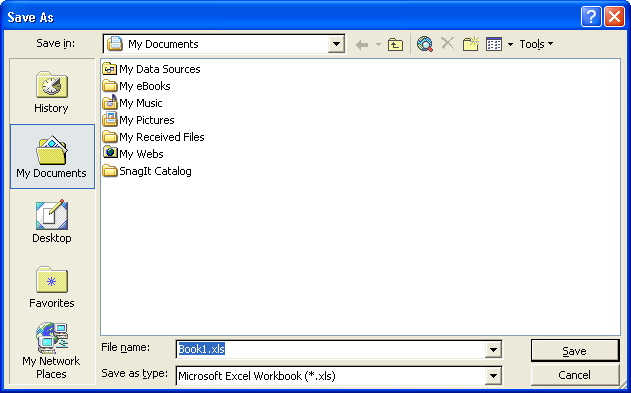 Save As
Save in:
My Documents
Tools
History
My Documents
Desktop
Favorites
My Network
Places
My Data Sources
My eBooks
My Music
My Pictures
My Received Files
My Webs
SnagIt Catalog
File name:
Book1.xls
Save
Save as type:
Microsoft Excel Workbook (*.xls)
Cancel